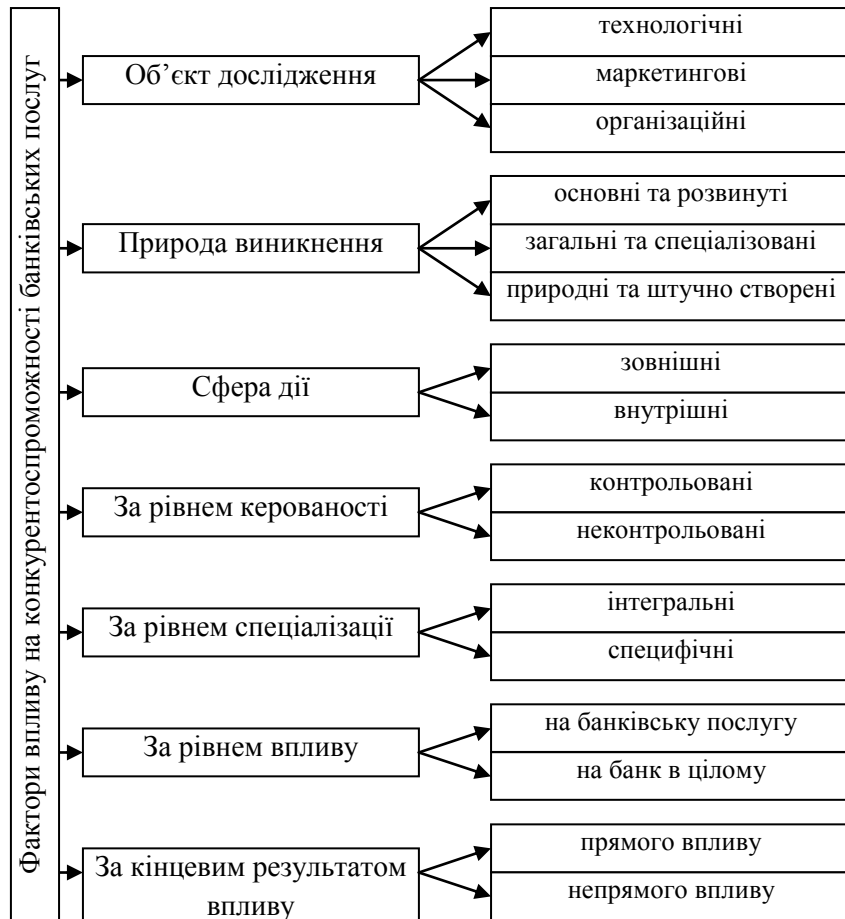 Фактори впливу на конкурентоспроможності банківських послуг
Об’єкт дослідження
технологічні
маркетингові
організаційні
Природа виникнення
основні та розвинуті
загальні та спеціалізовані
природні та штучно створені
Сфера дії
зовнішні
внутрішні
За рівнем керованості
контрольовані
неконтрольовані
За рівнем спеціалізації
інтегральні
специфічні
За рівнем впливу
на банківську послугу
на банк в цілому
За кінцевим результатом
впливу
прямого впливу
непрямого впливу